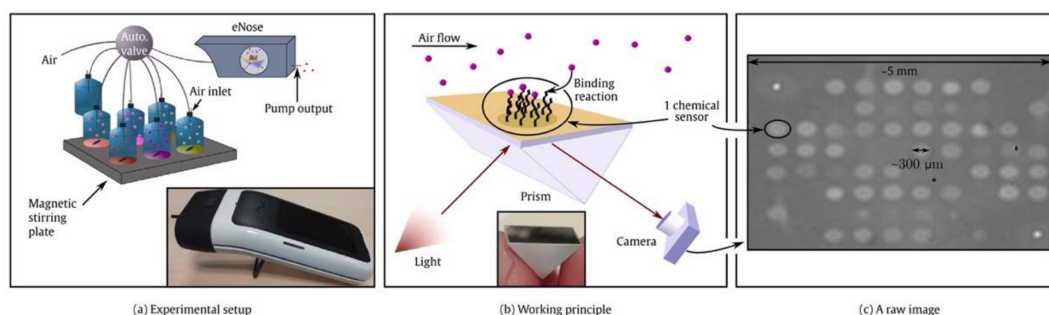 Auto.
valve
eNose
Air
Air inlet
Pump output
Magnetic
stirring
plate
(a) Experimental setup
Air flow
Binding
reaction
1 chemical
sensor
Prism
Light
Camera
(b) Working principle
~5 mm
~300 μm
(c) A raw image